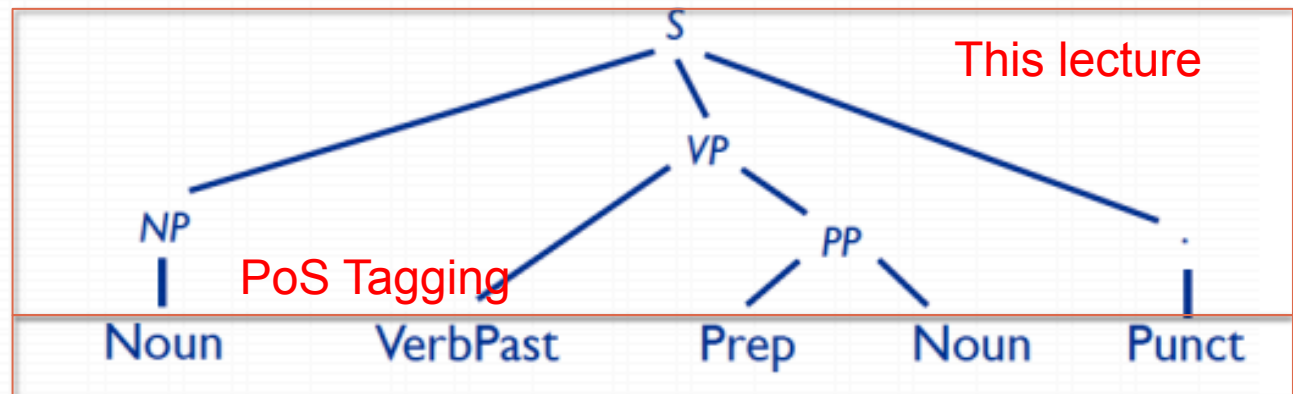 S
This lecture
VP
NP
PP
.
PoS Tagging
Noun VerbPast Prep Noun Punct